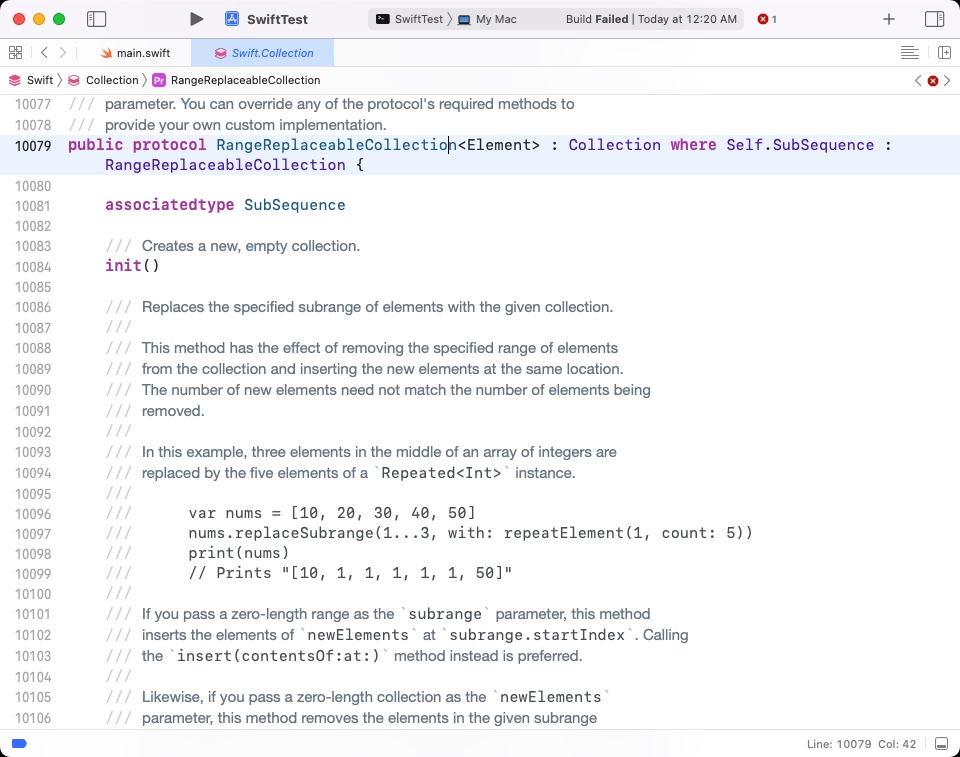 SwiftTest
SwiftTest 〉 My Mac Build Failed | Today at 12:20 AM 1
main.swift Swift.Collection
Swift 〉 Collection 〉 Pr RangeReplaceableCollection
10077 /// parameter. You can override any of the protocol's required methods to
10078 /// provide your own custom implementation.
10079 public protocol RangeReplaceableCollection<Element> : Collection where Self.SubSequence :
RangeReplaceableCollection {
10080
10081 associatedtype SubSequence
10082
10083 /// Creates a new, empty collection.
10084 init()
10085
10086 /// Replaces the specified subrange of elements with the given collection.
10087 ///
10088 /// This method has the effect of removing the specified range of elements
10089 /// from the collection and inserting the new elements at the same location.
10090 /// The number of new elements need not match the number of elements being
10091 /// removed.
10092 ///
10093 /// In this example, three elements in the middle of an array of integers are
10094 /// replaced by the five elements of a `Repeated<Int>` instance.
10095 ///
10096 /// var nums = [10, 20, 30, 40, 50]
10097 /// nums.replaceSubrange(1...3, with: repeatElement(1, count: 5))
10098 /// print(nums)
10099 /// // Prints "[10, 1, 1, 1, 1, 1, 50]"
10100 ///
10101 /// If you pass a zero-length range as the `subrange` parameter, this method
10102 /// inserts the elements of `newElements` at `subrange.startIndex`. Calling
10103 /// the `insert(contentsOf:at:)` method instead is preferred.
10104 ///
10105 /// Likewise, if you pass a zero-length collection as the `newElements`
10106 /// parameter, this method removes the elements in the given subrange
Line: 10079 Col: 42